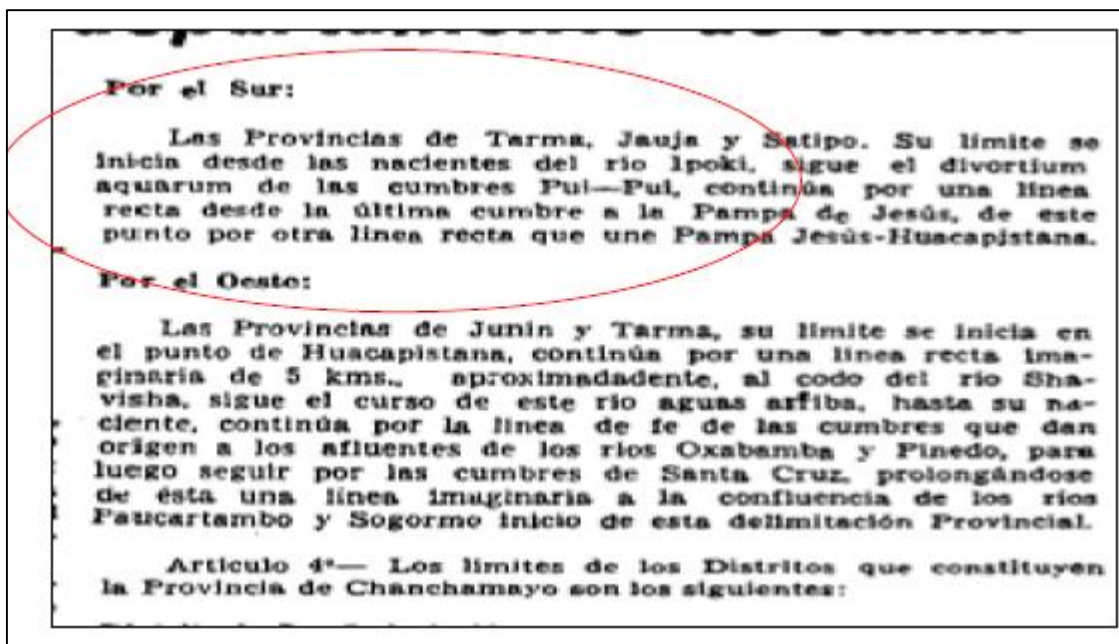 Por el Sur:
Las Provincias de Tarma, Jauja y Satipo. Su límite se
inicia desde las nacientes del río Ipoki, sigue el divortium
aquarum de las cumbres Pui—Pui, continúa por una línea
recta desde la última cumbre a la Pampa de Jesús, de este
punto por otra línea recta que une Pampa Jesús-Huacapistana.
Por el Oeste:
Las Provincias de Junín y Tarma, su límite se inicia en
el punto de Huacapistana, continúa por una línea recta ima-
ginaria de 5 kms., aproximadadente, al codo del río Sha-
visha, sigue el curso de este río aguas arriba, hasta su na-
ciente, continúa por la línea de fe de las cumbres que dan
origen a los afluentes de los ríos Oxabamba y Pinedo, para
luego seguir por las cumbres de Santa Cruz, prolongándose
de ésta una línea imaginaria a la confluencia de los ríos
Paucartambo y Sogormo inicio de esta delimitación Provincial.
Artículo 4°— Los límites de los Distritos que constituyen
la Provincia de Chanchamayo son los siguientes: